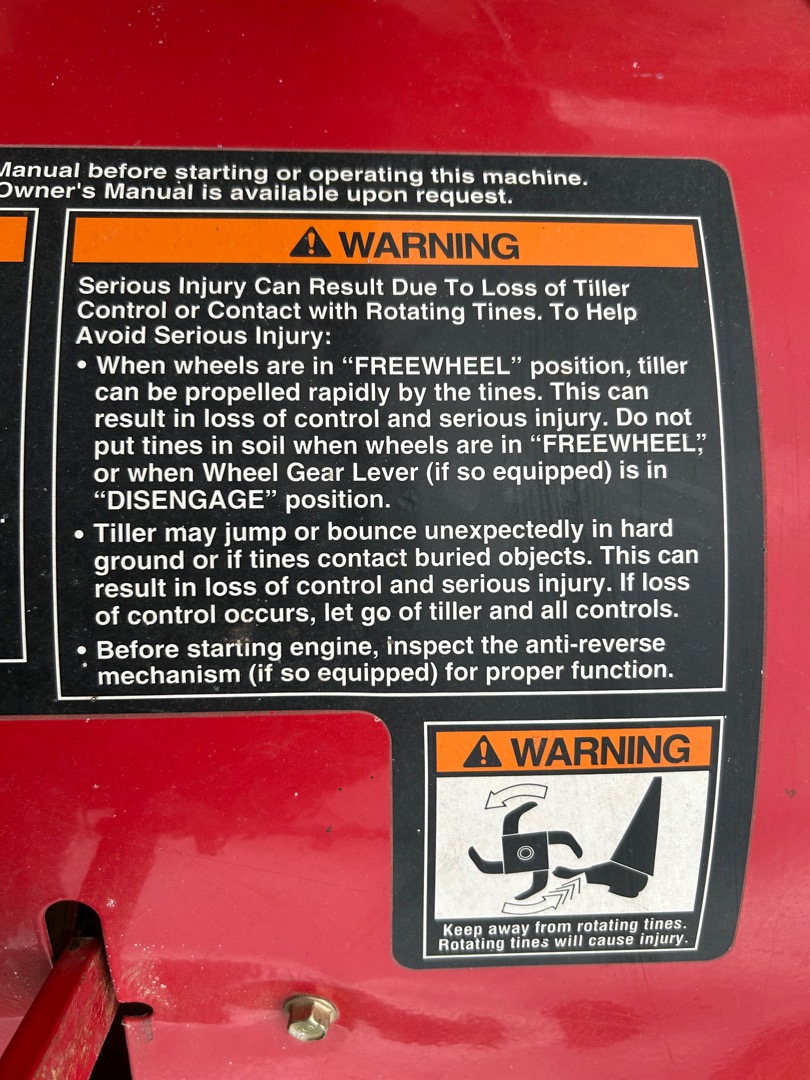 Manual before starting or operating this machine.
Owner's Manual is available upon request.
WARNING
Serious Injury Can Result Due To Loss of Tiller
Control or Contact with Rotating Tines. To Help
Avoid Serious Injury:
• When wheels are in “FREEWHEEL” position, tiller
can be propelled rapidly by the tines. This can
result in loss of control and serious injury. Do not
put tines in soil when wheels are in “FREEWHEEL,”
or when Wheel Gear Lever (if so equipped) is in
“DISENGAGE” position.
• Tiller may jump or bounce unexpectedly in hard
ground or if tines contact buried objects. This can
result in loss of control and serious injury. If loss
of control occurs, let go of tiller and all controls.
• Before starting engine, inspect the anti-reverse
mechanism (if so equipped) for proper function.
WARNING
Keep away from rotating tines.
Rotating tines will cause injury.